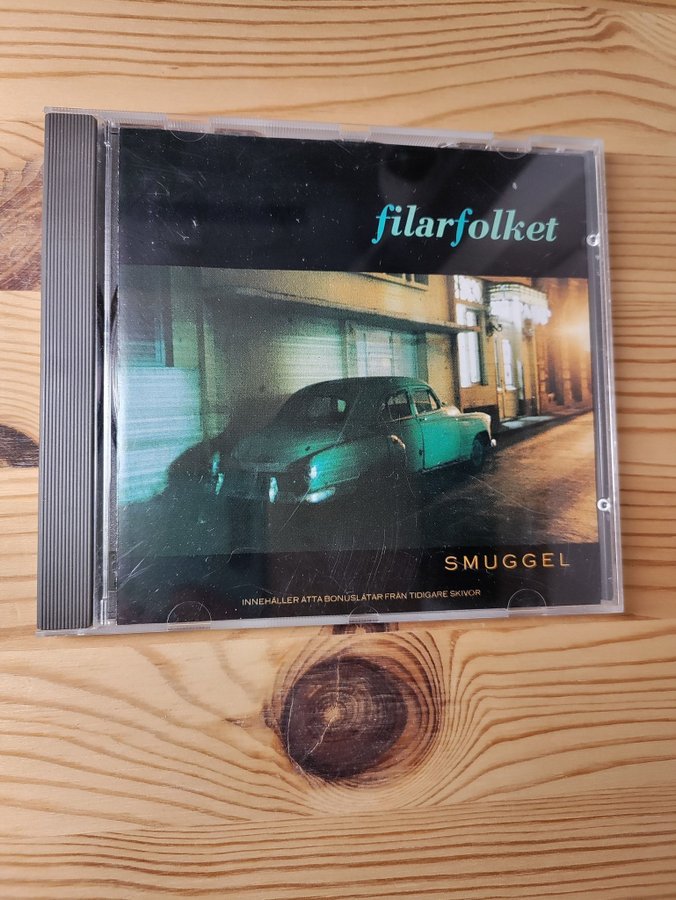 filarfolket
SMUGGEL
INNEHÅLLER ÅTTA BONUSLÅTAR FRÅN TIDIGARE SKIVOR